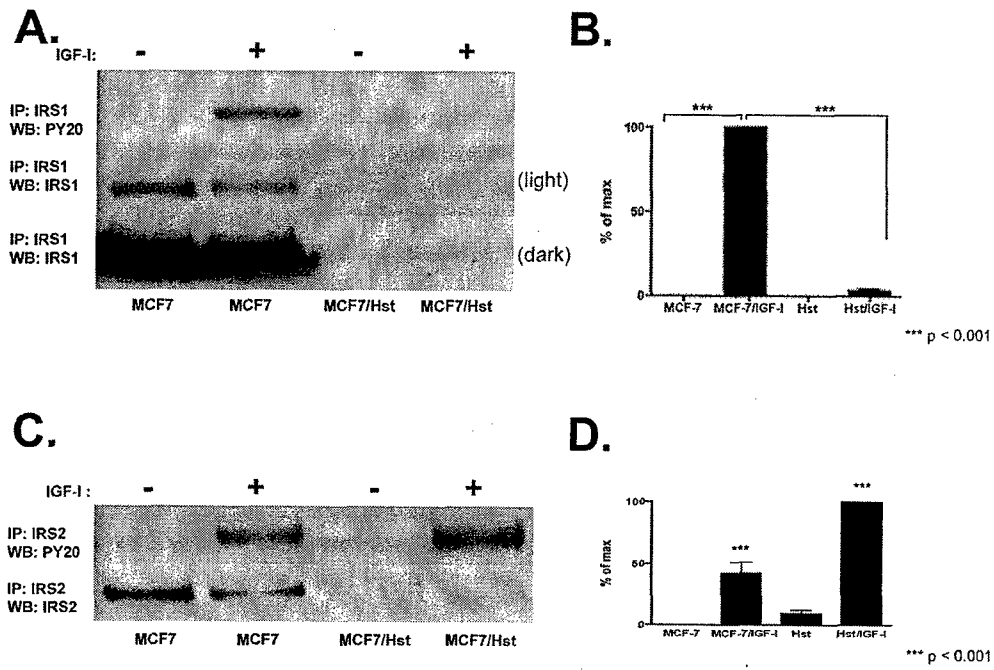 A.
IGF-I: - + - +
IP: IRS1
WB: PY20
IP: IRS1
WB: IRS1
(light)
IP: IRS1
WB: IRS1
(dark)
MCF7 MCF7 MCF7/Hst MCF7/Hst
B.
*** ***
100
50
0
% of max
MCF-7 MCF-7/IGF-I Hst Hst/IGF-I
*** p < 0.001
C.
IGF-I : - + - +
IP: IRS2
WB: PY20
IP: IRS2
WB: IRS2
MCF7 MCF7 MCF7/Hst MCF7/Hst
D.
***
***
100
50
0
% of max
MCF-7 MCF-7/IGF-I Hst Hst/IGF-I
*** p < 0.001